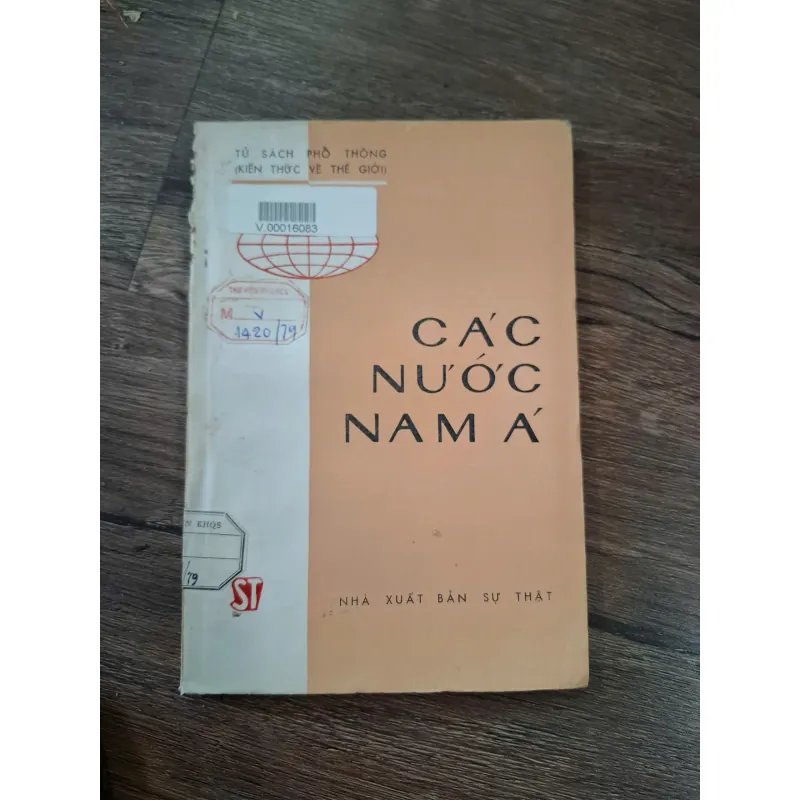 TỦ SÁCH PHỔ THÔNG
(KIẾN THỨC VỀ THẾ GIỚI)
V.00016083
M V
1420/79
CÁC
NƯỚC
NAM Á
N KHQS
/79
ST
NHÀ XUẤT BẢN SỰ THẬT